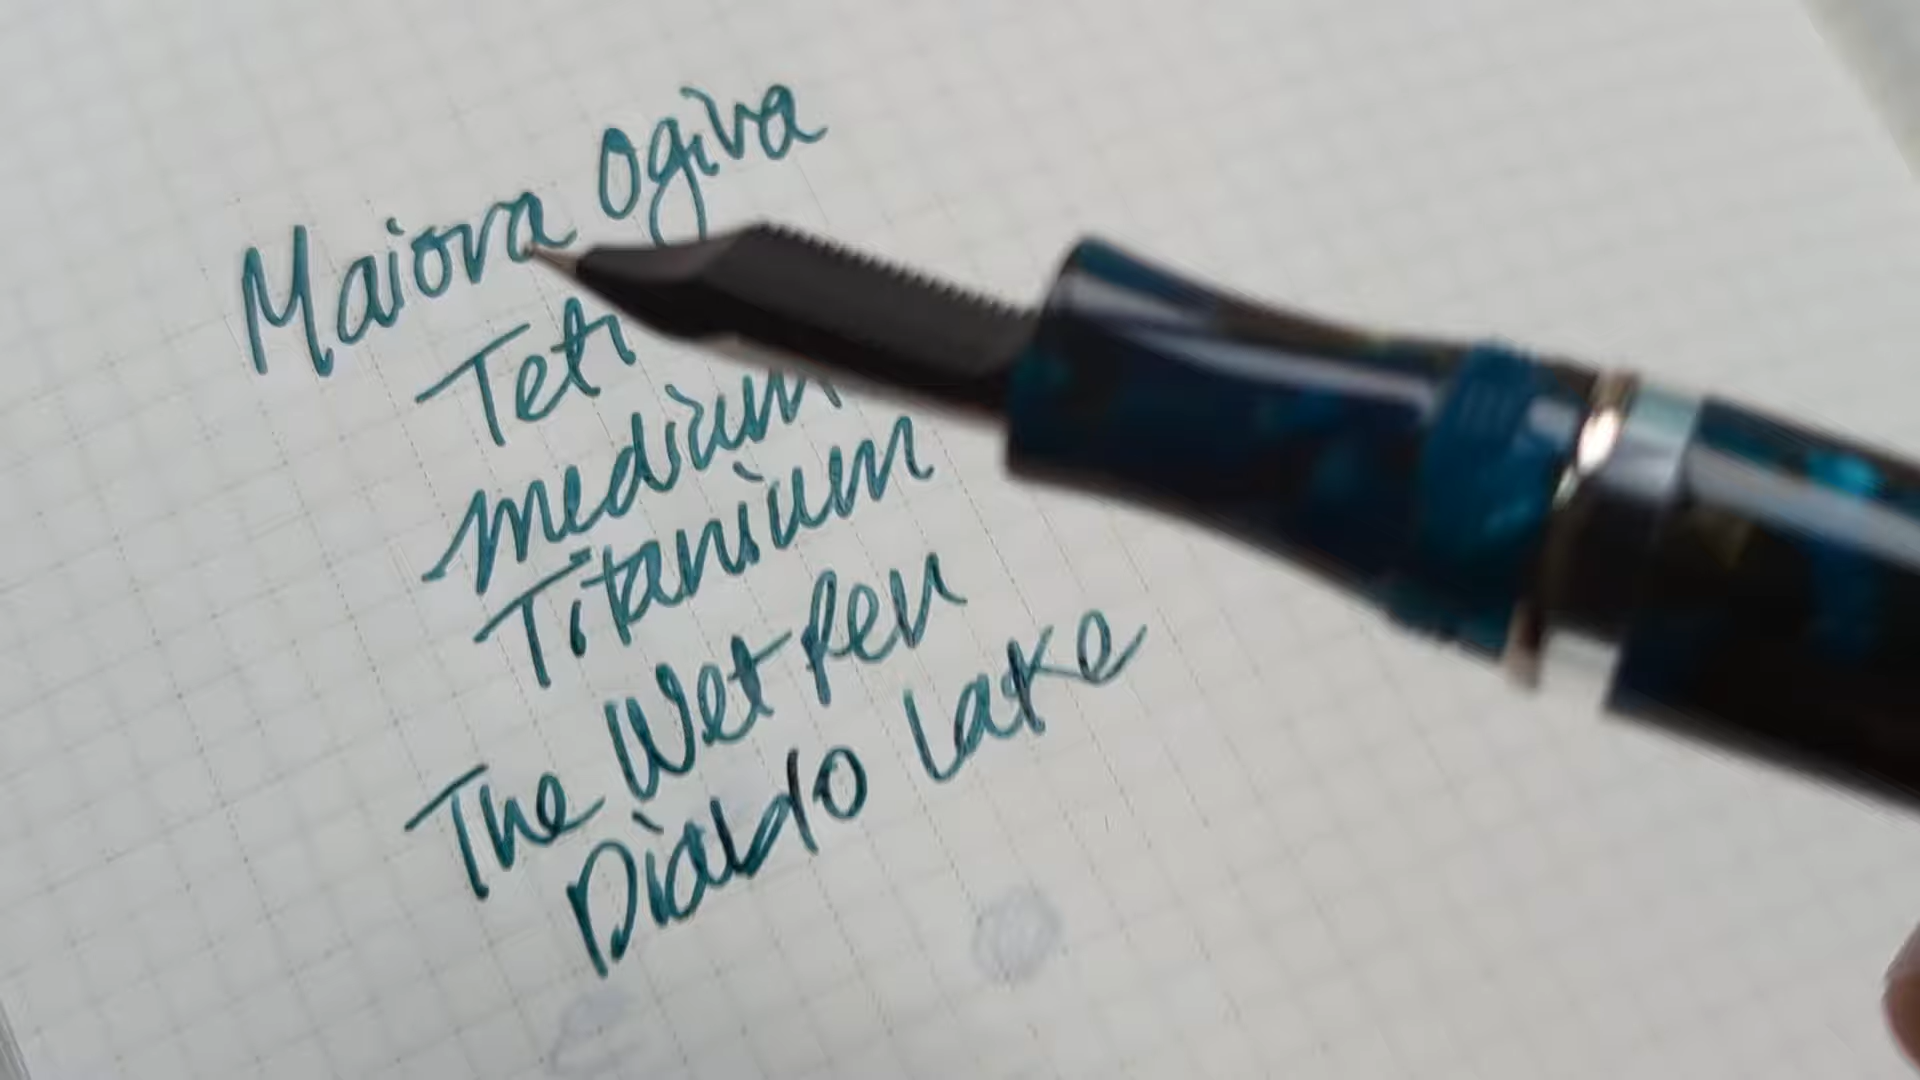 Maiora Ogiva
Teti
medium
Titanium
The Wet Pen
Diablo Lake